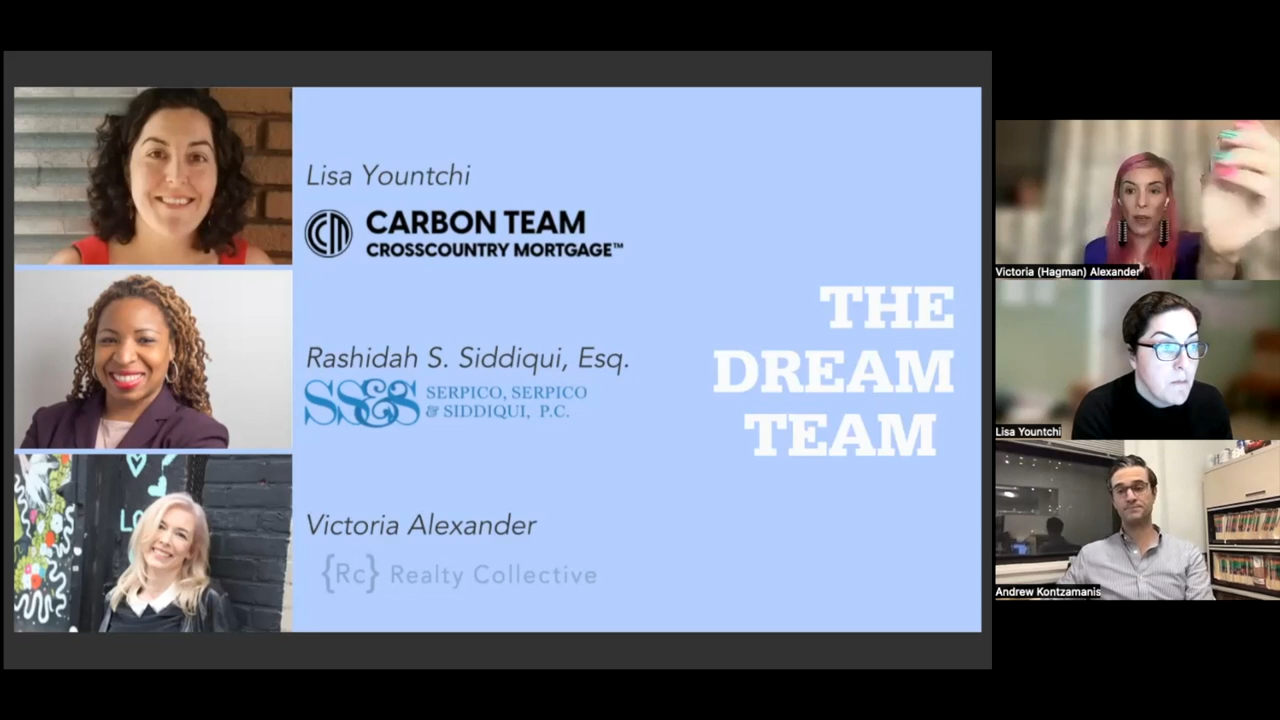 Lisa Yountchi
CARBON TEAM
CROSSCOUNTRY MORTGAGE™
Rashidah S. Siddiqui, Esq.
SS&S SERPICO, SERPICO
& SIDDIQUI, P.C.
Victoria Alexander
{Rc} Realty Collective
THE
DREAM
TEAM
Victoria (Hagman) Alexander
Lisa Yountchi
Andrew Kontzamanis